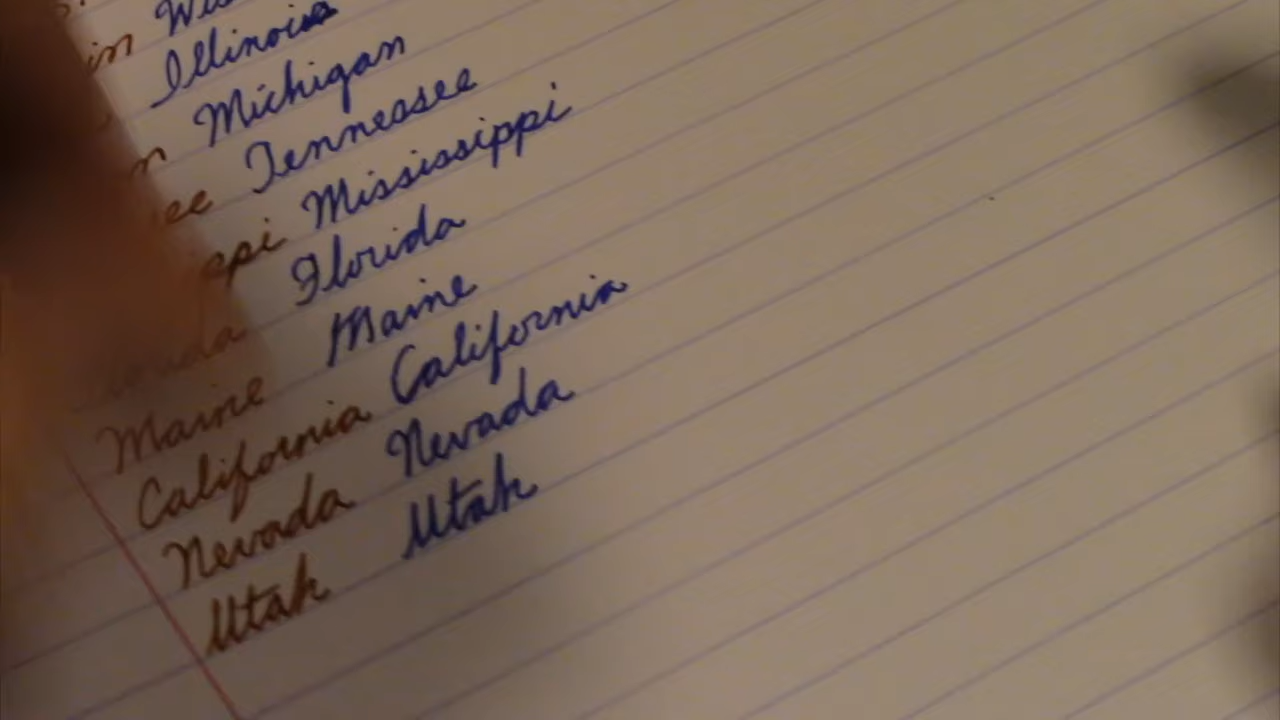 Illinois
Michigan
Tennessee
Mississippi
Florida
Maine Maine
California California
Nevada Nevada
Utah Utah